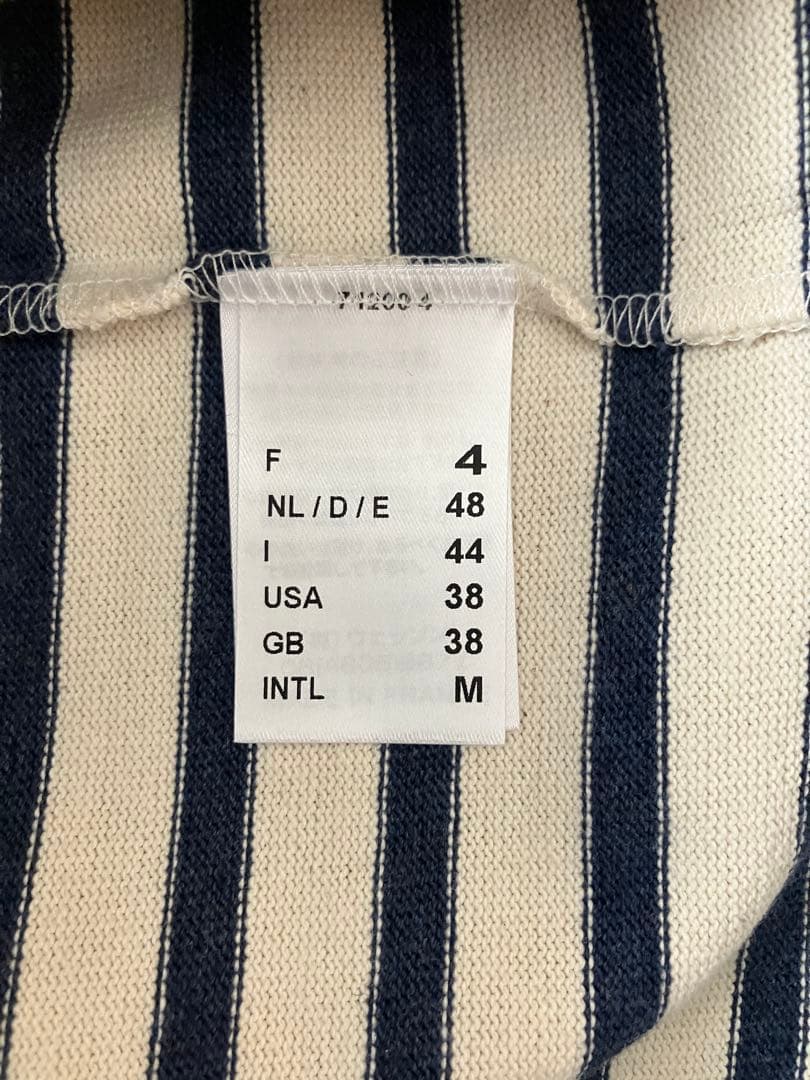 F 4
NL / D / E 48
I 44
USA 38
GB 38
INTL M